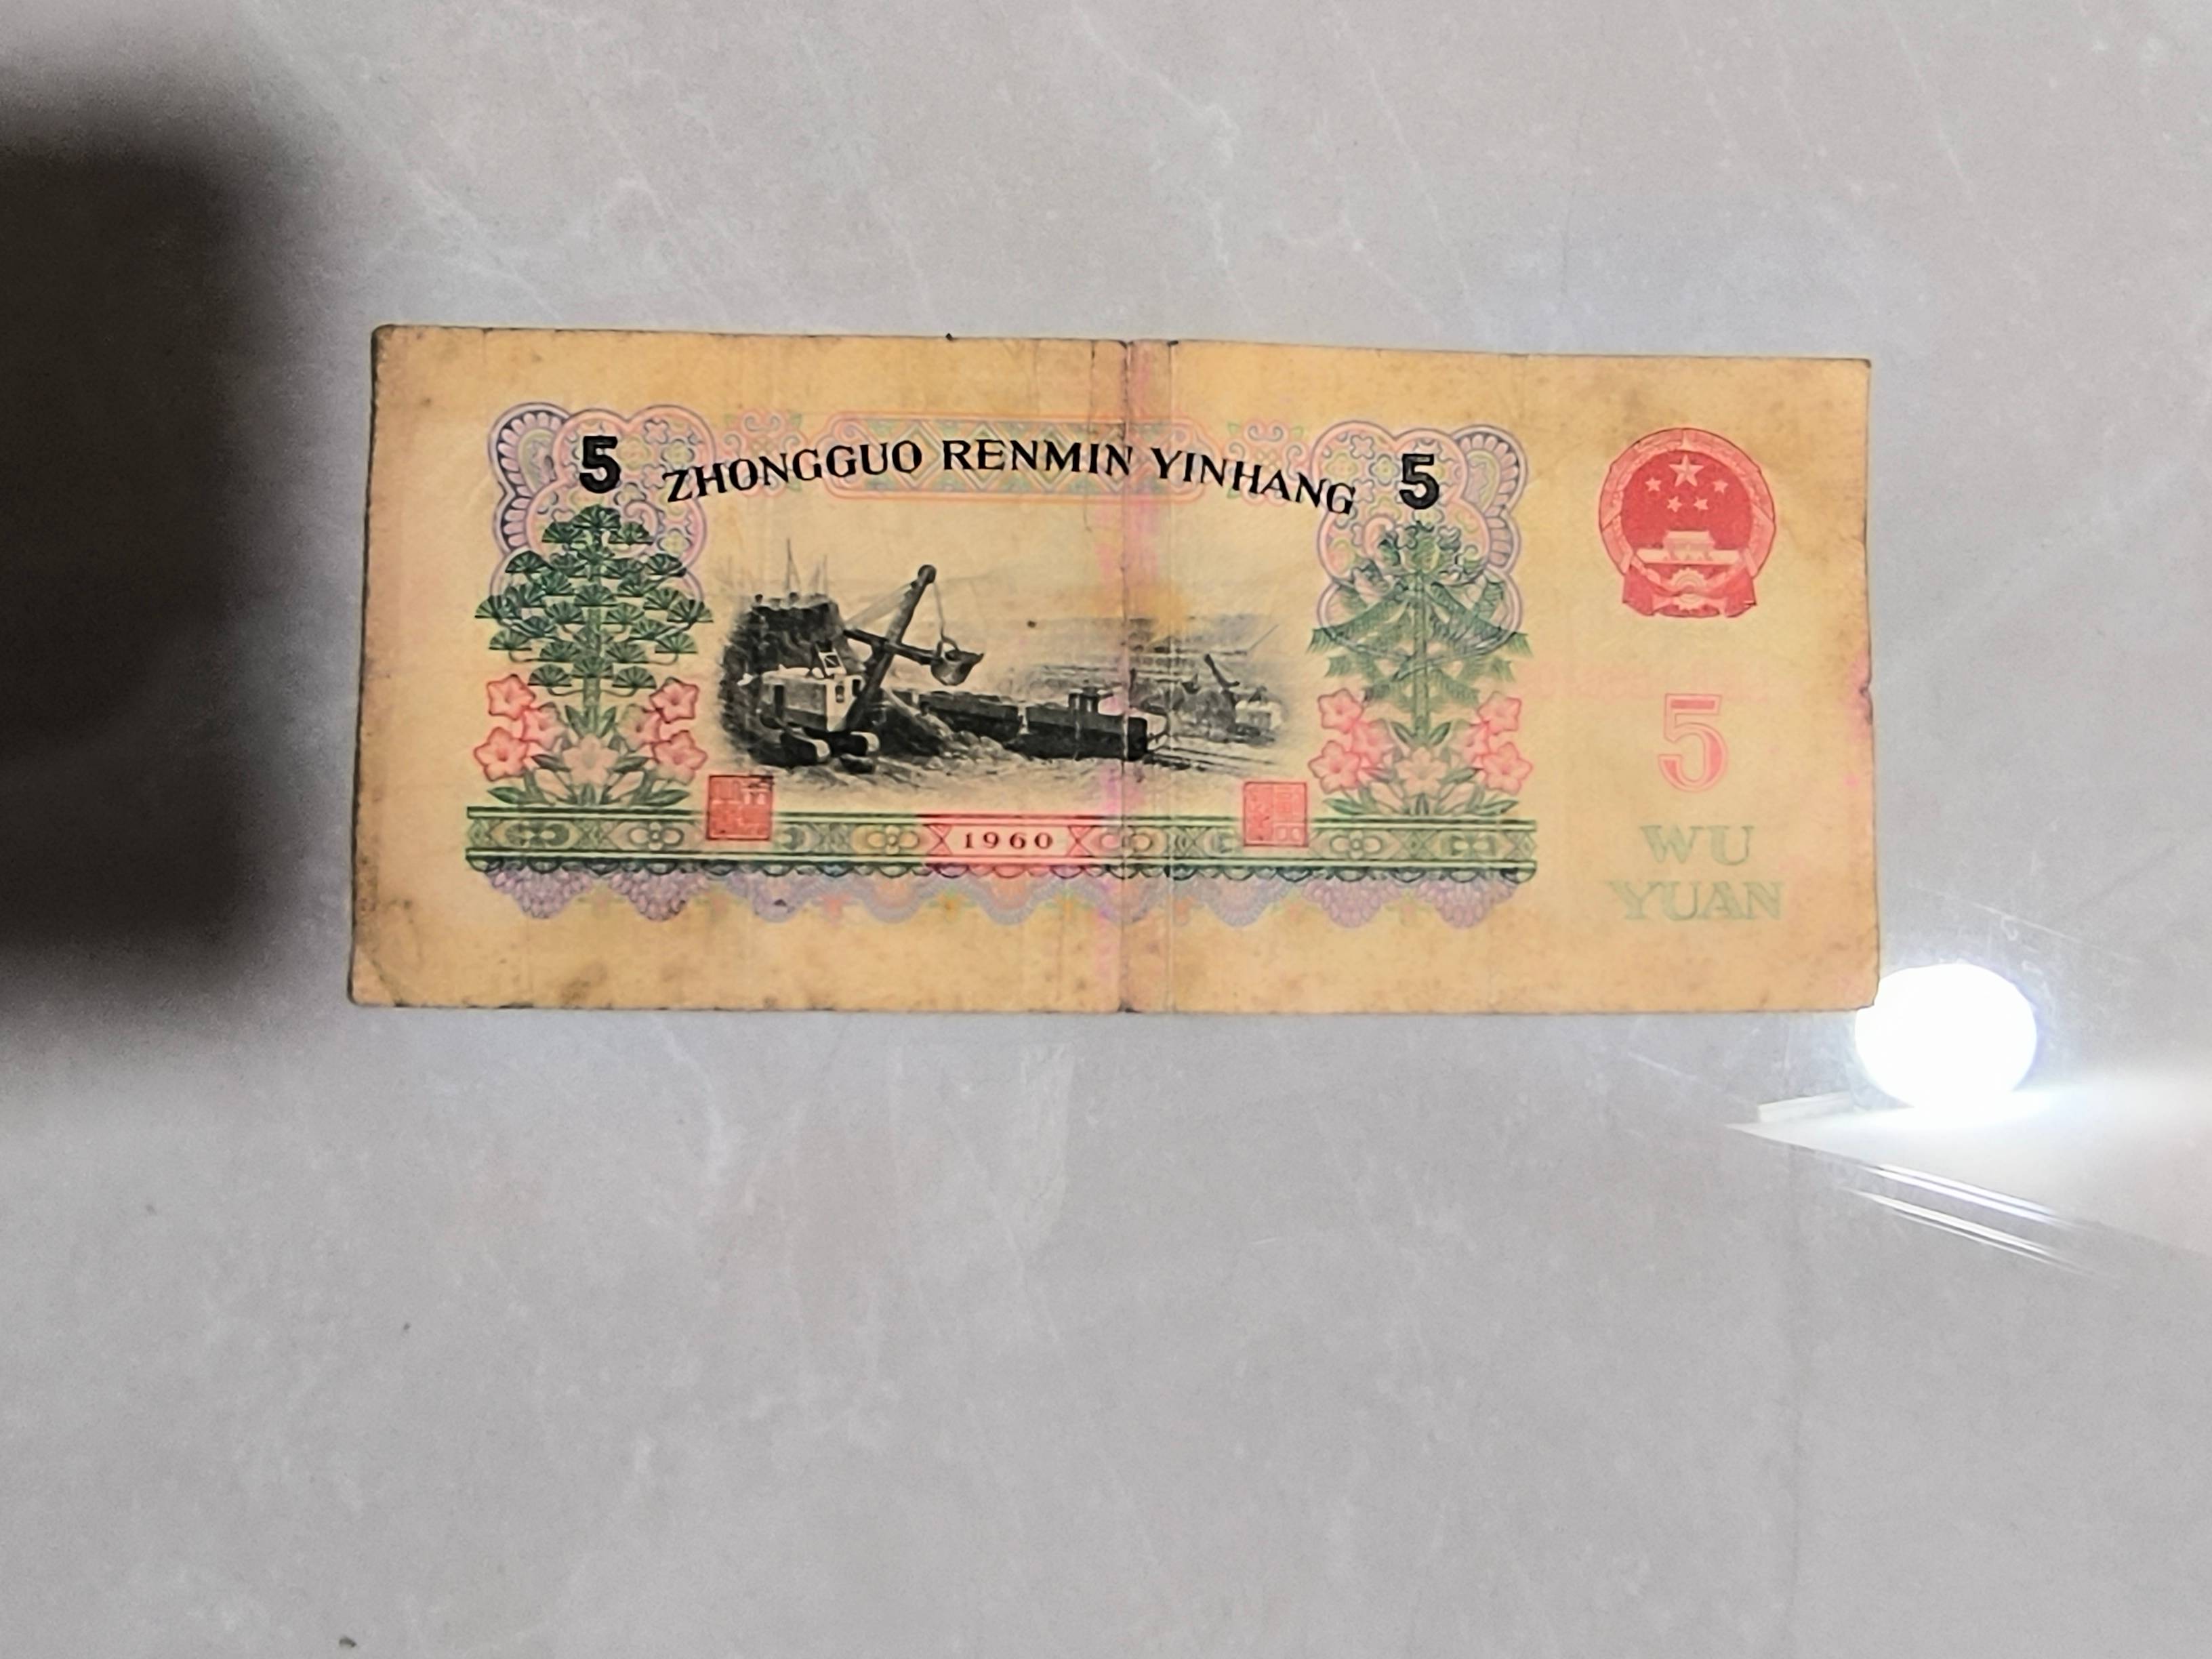 5 ZHONGGUO RENMIN YINHANG 5
5
WU
YUAN
1960